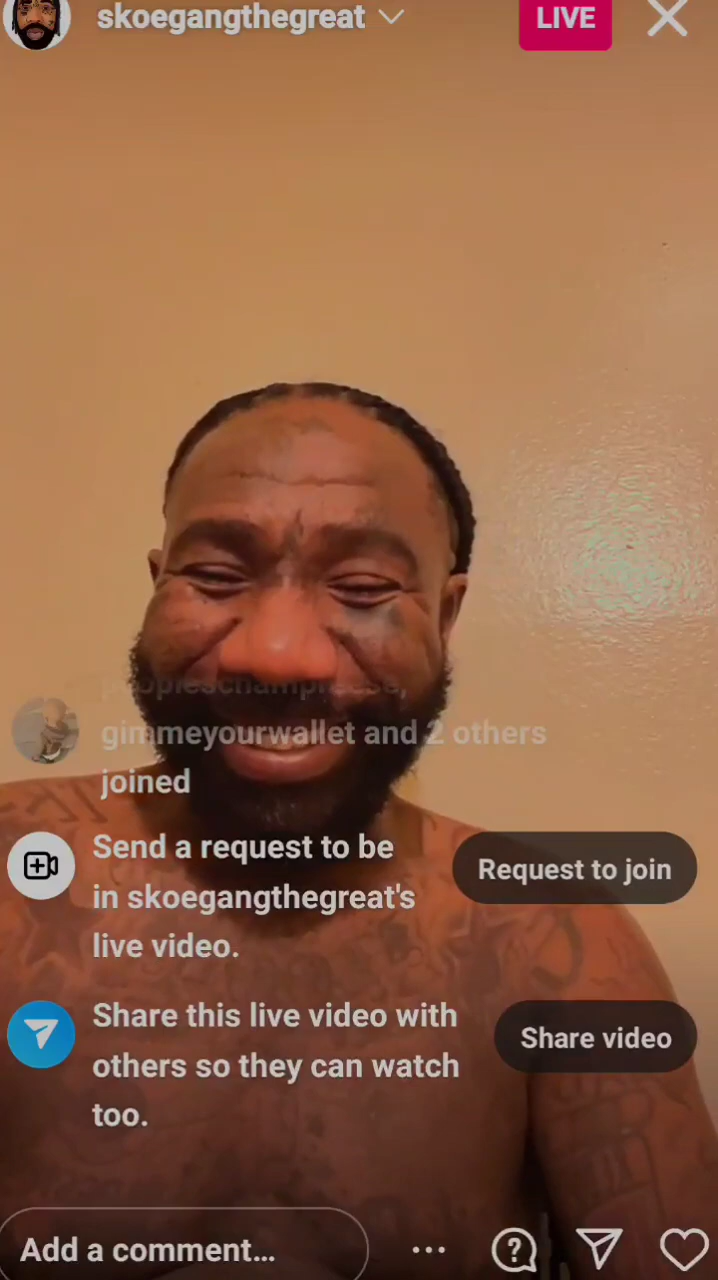 skoegangthegreat
LIVE
gimmeyourwallet and 2 others
joined
Send a request to be
in skoegangthegreat's
live video.
Request to join
Share this live video with
others so they can watch
too.
Share video
Add a comment...